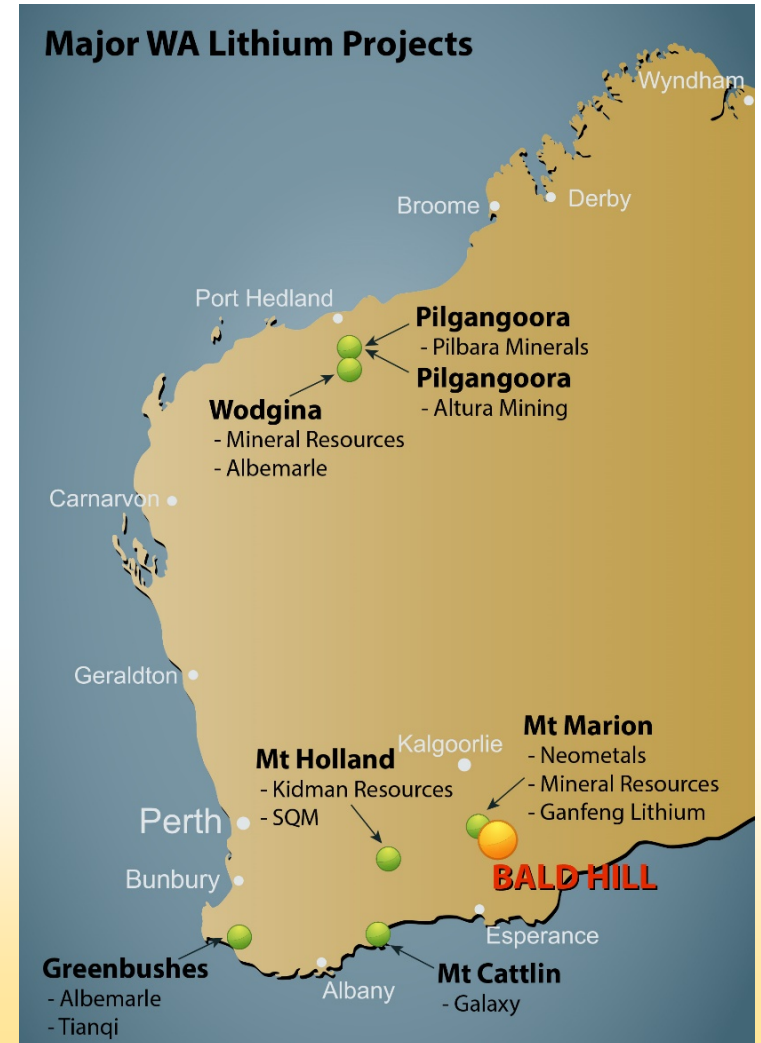 Major WA Lithium Projects
Wyndham
Broome
Derby
Port Hedland
Pilgangoora
- Pilbara Minerals
Pilgangoora
- Altura Mining
Wodgina
- Mineral Resources
- Albemarle
Carnarvon
Geraldton
Mt Marion
- Neometals
- Mineral Resources
- Ganfeng Lithium
Kalgoorlie
Mt Holland
- Kidman Resources
- SQM
Perth
BALD HILL
Bunbury
Esperance
Greenbushes
- Albemarle
- Tianqi
Albany
Mt Cattlin
- Galaxy